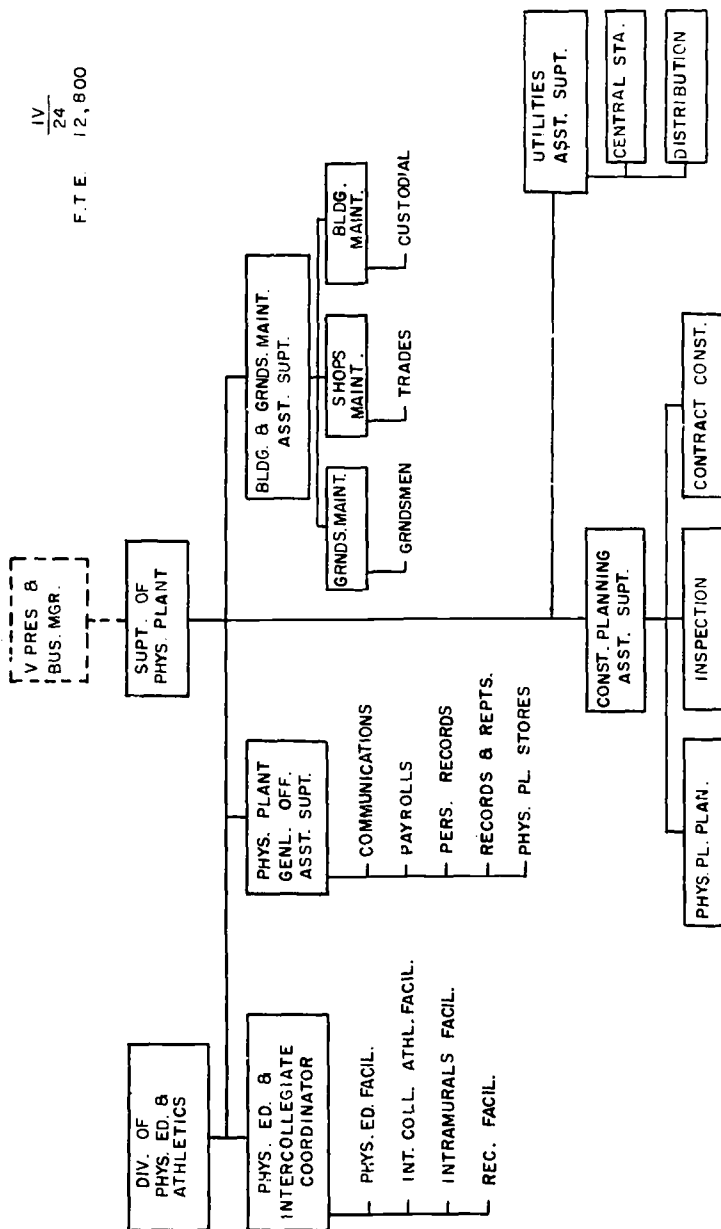 IV
24
F.T.E. 12,800
V PRES &
BUS. MGR.
SUPT. OF
PHYS. PLANT
DIV. OF
PHYS. ED. &
ATHLETICS
PHYS. ED. &
INTERCOLLEGIATE
COORDINATOR
PHYS. ED. FACIL.
INT. COLL. ATHL. FACIL.
INTRAMURALS FACIL.
REC. FACIL.
PHYS. PLANT
GENL. OFF.
ASST. SUPT.
COMMUNICATIONS
PAYROLLS
PERS. RECORDS
RECORDS & REPTS.
PHYS. PL. STORES
BLDG. & GRNDS. MAINT.
ASST. SUPT.
GRNDS. MAINT.
GRNDSMEN
SHOPS
MAINT.
TRADES
BLDG.
MAINT.
CUSTODIAL
CONST. PLANNING
ASST. SUPT.
PHYS. PL. PLAN.
INSPECTION
CONTRACT CONST.
UTILITIES
ASST. SUPT.
CENTRAL STA.
DISTRIBUTION